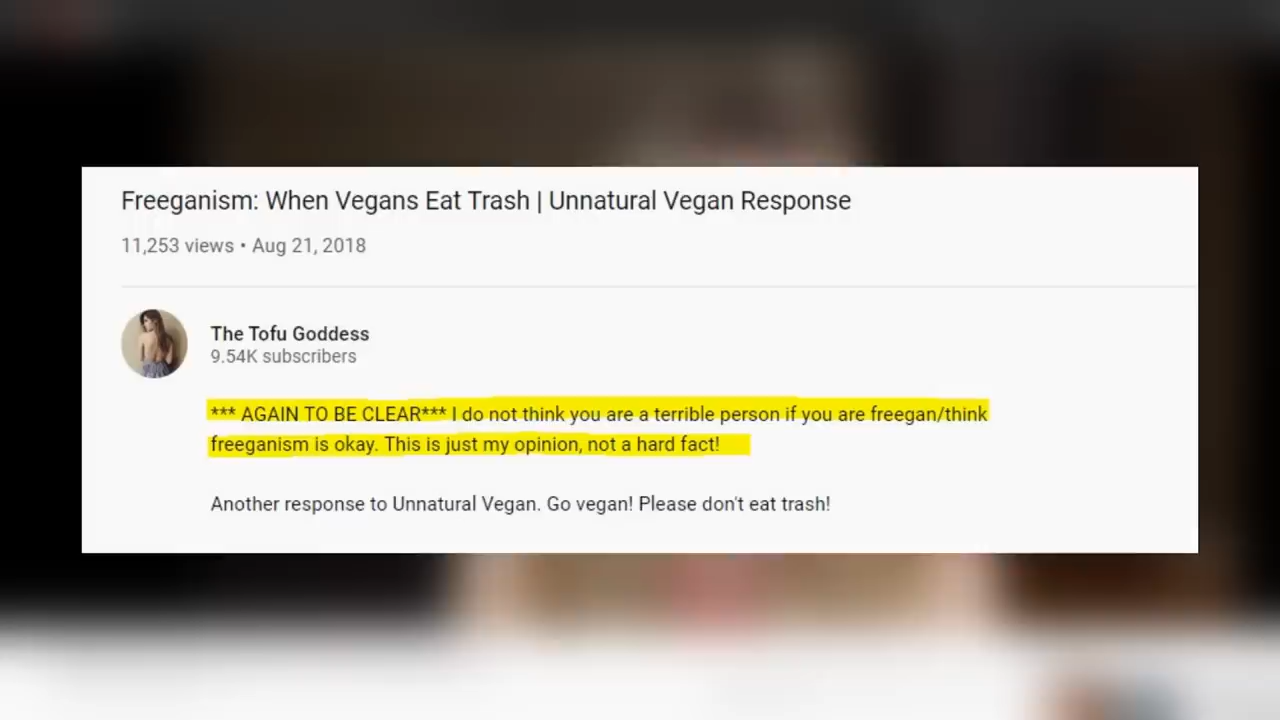 Freeganism: When Vegans Eat Trash | Unnatural Vegan Response
11,253 views • Aug 21, 2018
The Tofu Goddess
9.54K subscribers
*** AGAIN TO BE CLEAR*** I do not think you are a terrible person if you are freegan/think
freeganism is okay. This is just my opinion, not a hard fact!
Another response to Unnatural Vegan. Go vegan! Please don't eat trash!